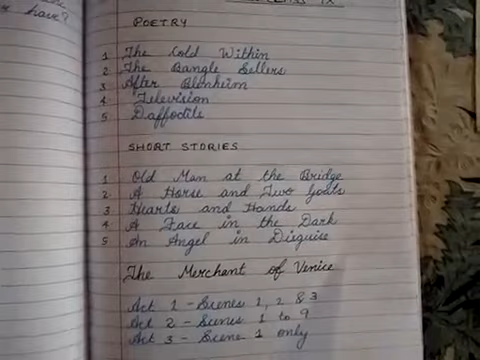 have?
IX
POETRY
1 The Cold Within
2 The Bangle Sellers
3 After Blenheim
4 Television
5 Daffodils
SHORT STORIES
1 Old Man at the Bridge
2 A Horse and Two Goats
3 Hearts and Hands
4 A Face in the Dark
5 An Angel in Disguise
The Merchant of Venice
Act 1 - Scenes 1, 2 & 3
Act 2 - Scenes 1 to 9
Act 3 - Scene 1 only